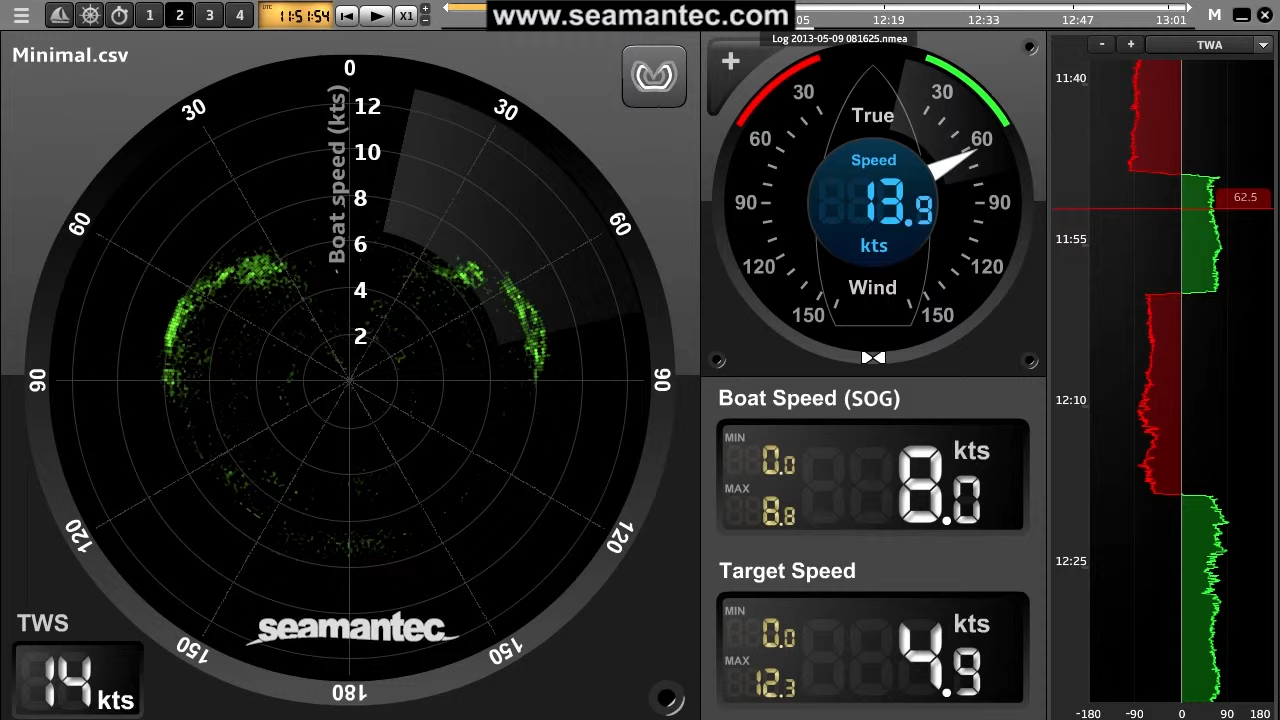 www.seamantec.com
1 2 3 4 UTC 11:51:54 X1 - + :05 12:19 12:33 12:47 13:01 M
Log 2013-05-09 081625.nmea
Minimal.csv
0
30 30
60 60
90 90
120 120
150 150
180
Boat speed (kts)
12
10
8
6
4
2
seamantec
TWS
14 kts
+
30 30
60 60
90 90
120 120
150 150
True
Speed
13.9
kts
Wind
Boat Speed (SOG)
MIN
0.0
MAX
8.8
8.0 kts
Target Speed
MIN
0.0
MAX
12.3
4.9 kts
- + TWA
11:40
62.5
11:55
12:10
12:25
-180 -90 0 90 180